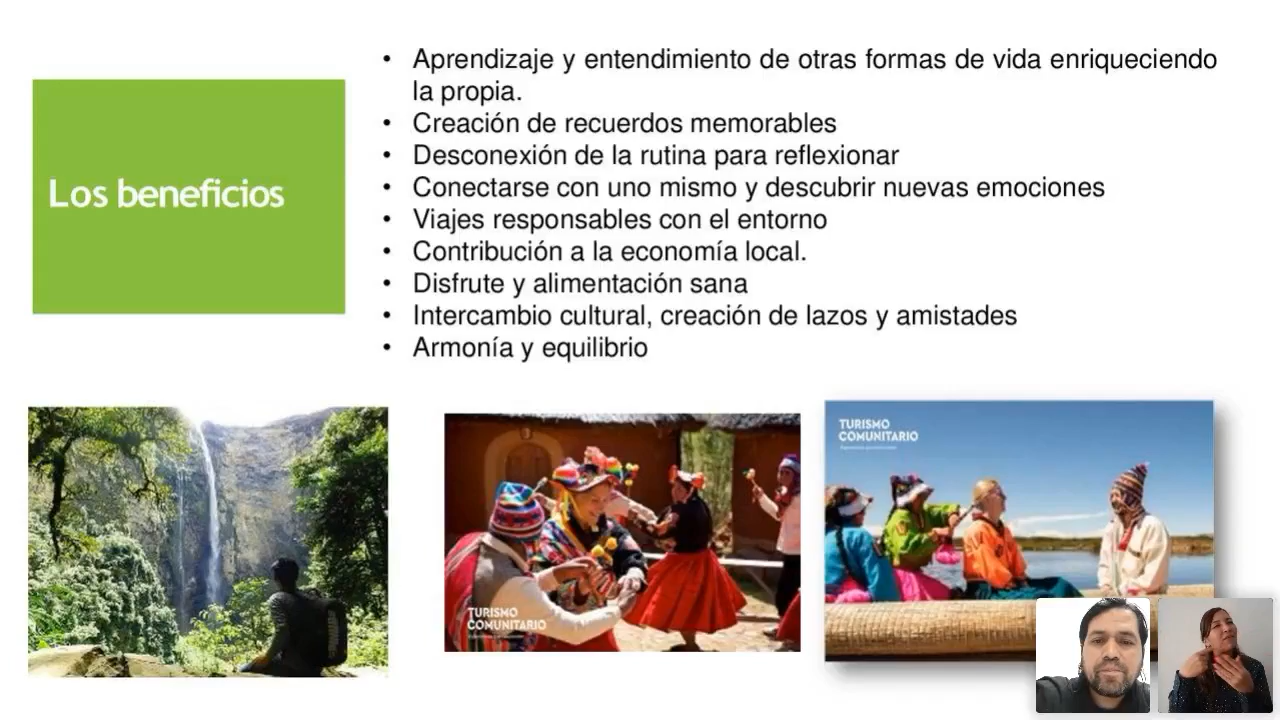 Los beneficios
• Aprendizaje y entendimiento de otras formas de vida enriqueciendo
la propia.
• Creación de recuerdos memorables
• Desconexión de la rutina para reflexionar
• Conectarse con uno mismo y descubrir nuevas emociones
• Viajes responsables con el entorno
• Contribución a la economía local.
• Disfrute y alimentación sana
• Intercambio cultural, creación de lazos y amistades
• Armonía y equilibrio
TURISMO
COMUNITARIO
TURISMO
COMUNITARIO